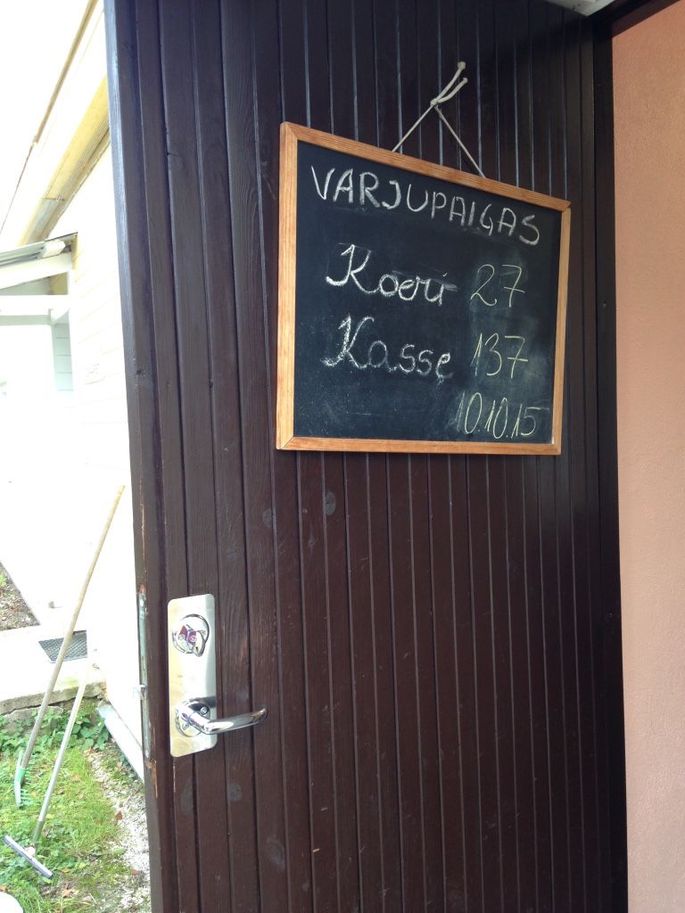 VARJUPAIGAS
Koeri 27
Kasse 137
10.10.15